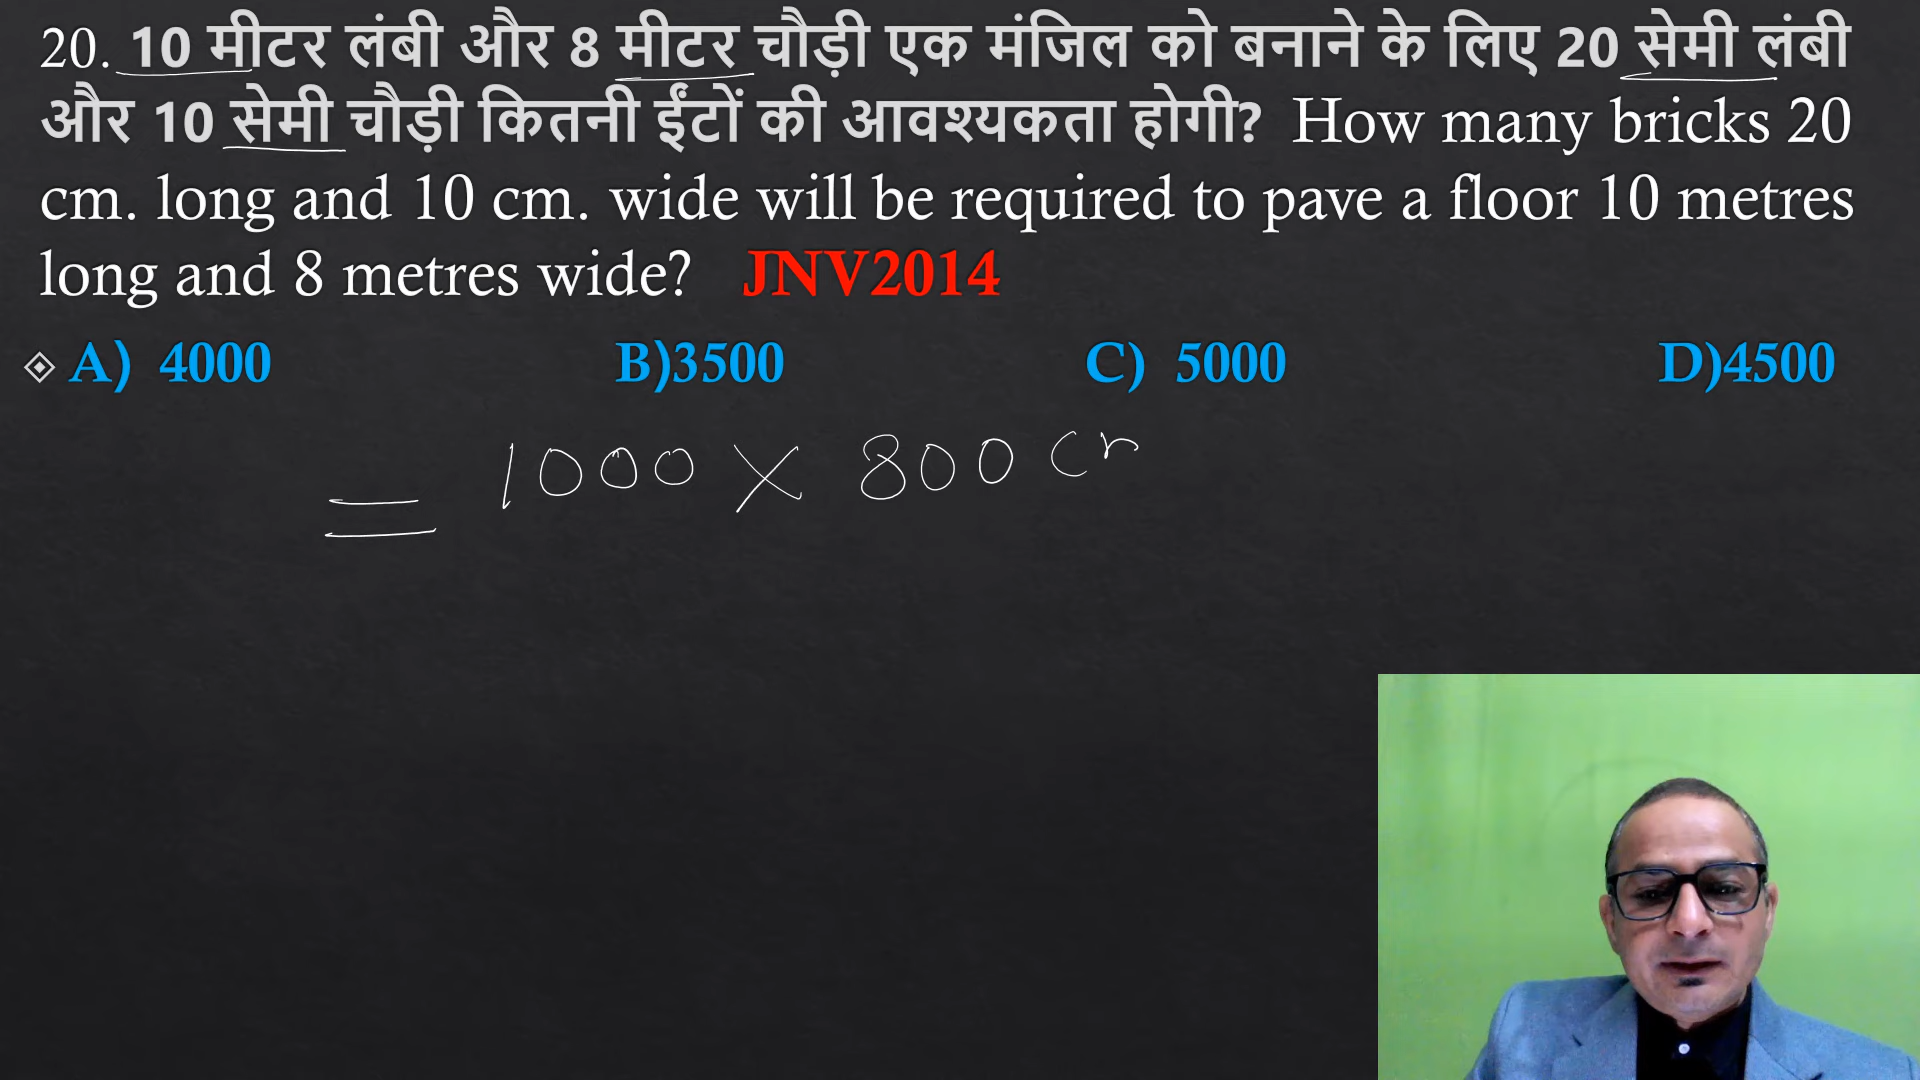 20. 10 मीटर लंबी और 8 मीटर चौड़ी एक मंजिल को बनाने के लिए 20 सेमी लंबी
और 10 सेमी चौड़ी कितनी ईंटों की आवश्यकता होगी? How many bricks 20
cm. long and 10 cm. wide will be required to pave a floor 10 metres
long and 8 metres wide? JNV2014
A) 4000 B)3500 C) 5000 D)4500
= 1000 X 800 cr